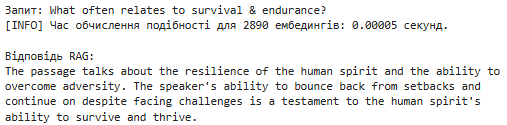 Запит: What often relates to survival & endurance?
[INFO] Час обчислення подібності для 2890 ембедингів: 0.00005 секунд.

Відповідь RAG:
The passage talks about the resilience of the human spirit and the ability to
overcome adversity. The speaker's ability to bounce back from setbacks and
continue on despite facing challenges is a testament to the human spirit's
ability to survive and thrive.